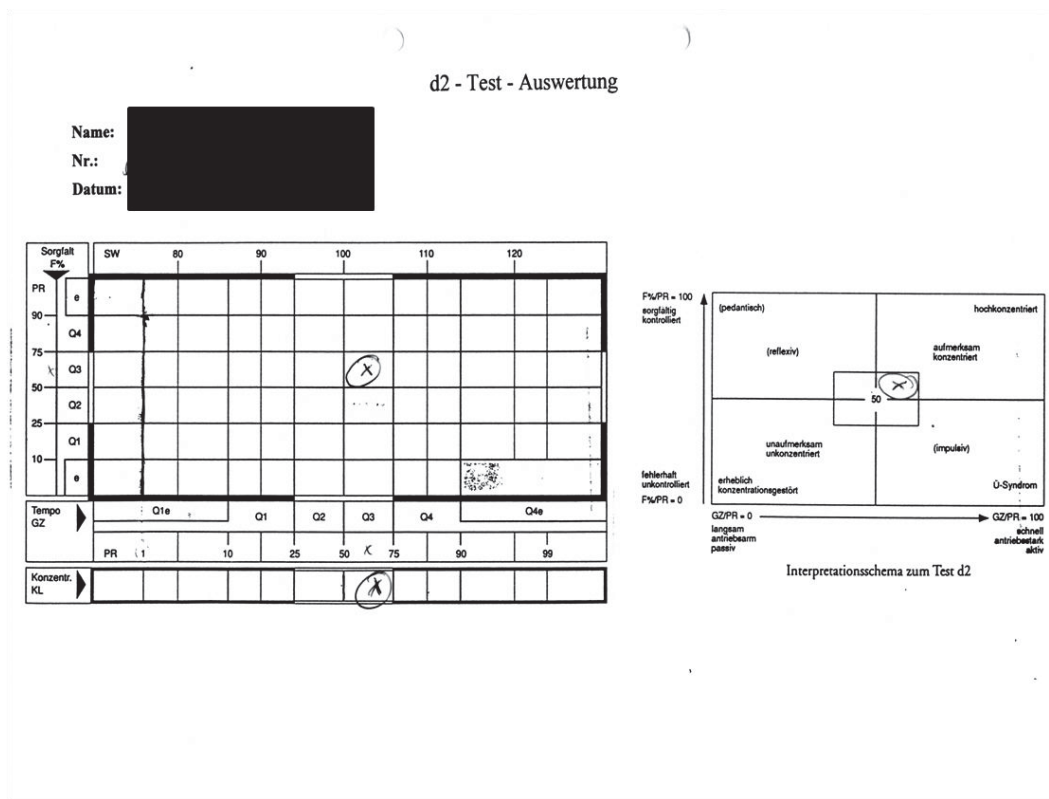 d2 - Test - Auswertung
Name:
Nr.:
Datum:
Sorgfalt
F%
SW 80 90 100 110 120
PR
e
90
Q4
75
x Q3 X
50
Q2
25
Q1
10
e
Tempo
GZ
Q1e Q1 Q2 Q3 Q4 Q4e
PR 1 10 25 50 x 75 90 99
Konzentr.
KL
X
F%/PR = 100
sorgfältig
kontrolliert
(pedantisch)
hochkonzentriert
(reflexiv)
aufmerksam
konzentriert
X
50
unaufmerksam
unkonzentriert
(impulsiv)
fehlerhaft
unkontrolliert
F%/PR = 0
erheblich
konzentrationsgestört
Ü-Syndrom
GZ/PR = 0
langsam
antriebsarm
passiv
GZ/PR = 100
schnell
antriebsstark
aktiv
Interpretationsschema zum Test d2